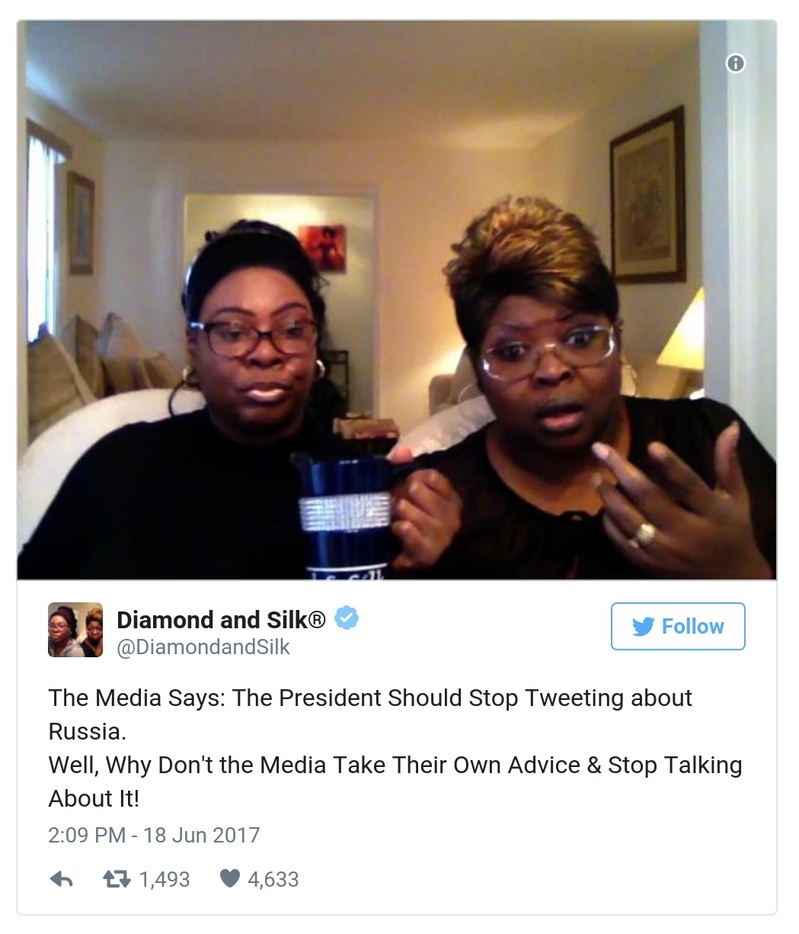 Diamond and Silk®
@DiamondandSilk
Follow
The Media Says: The President Should Stop Tweeting about
Russia.
Well, Why Don't the Media Take Their Own Advice & Stop Talking
About It!
2:09 PM - 18 Jun 2017
1,493 4,633